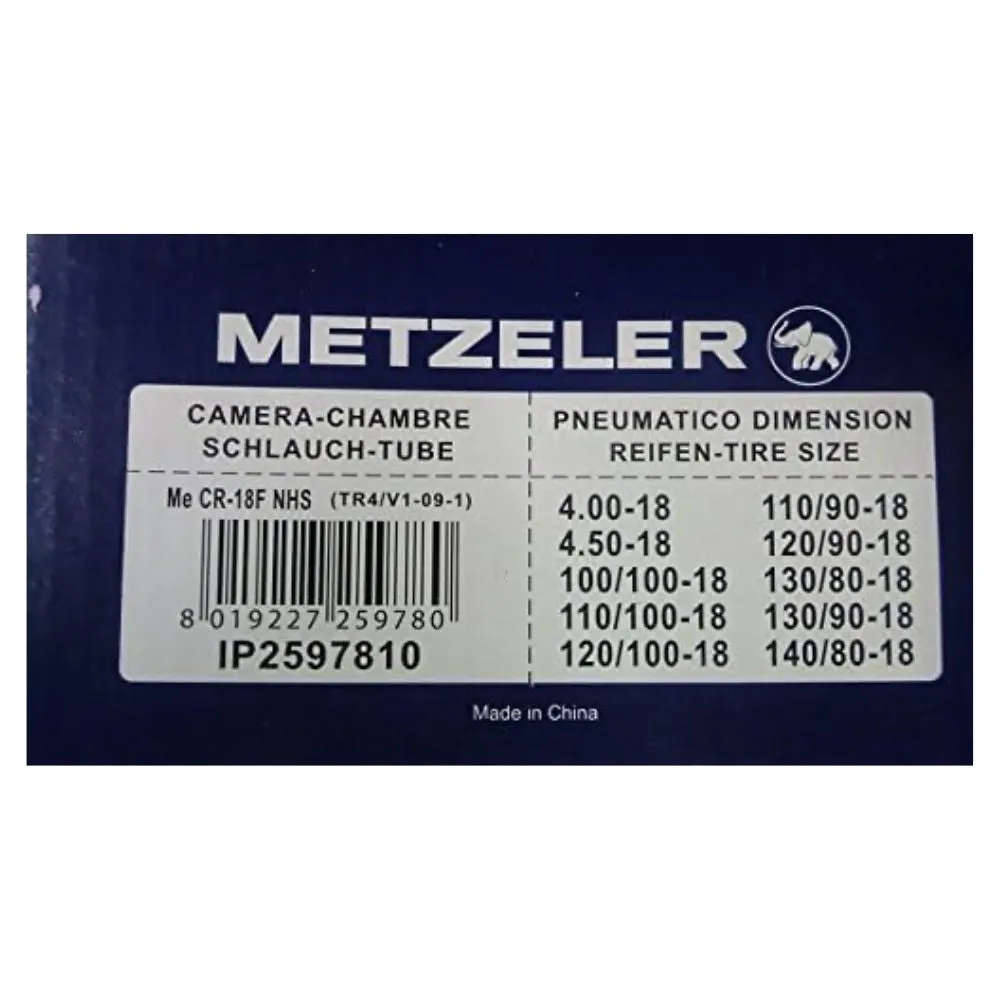 METZELER
CAMERA-CHAMBRE
SCHLAUCH-TUBE
Me CR-18F NHS (TR4/V1-09-1)
8 019227 259780
IP2597810
PNEUMATICO DIMENSION
REIFEN-TIRE SIZE
4.00-18 110/90-18
4.50-18 120/90-18
100/100-18 130/80-18
110/100-18 130/90-18
120/100-18 140/80-18
Made in China